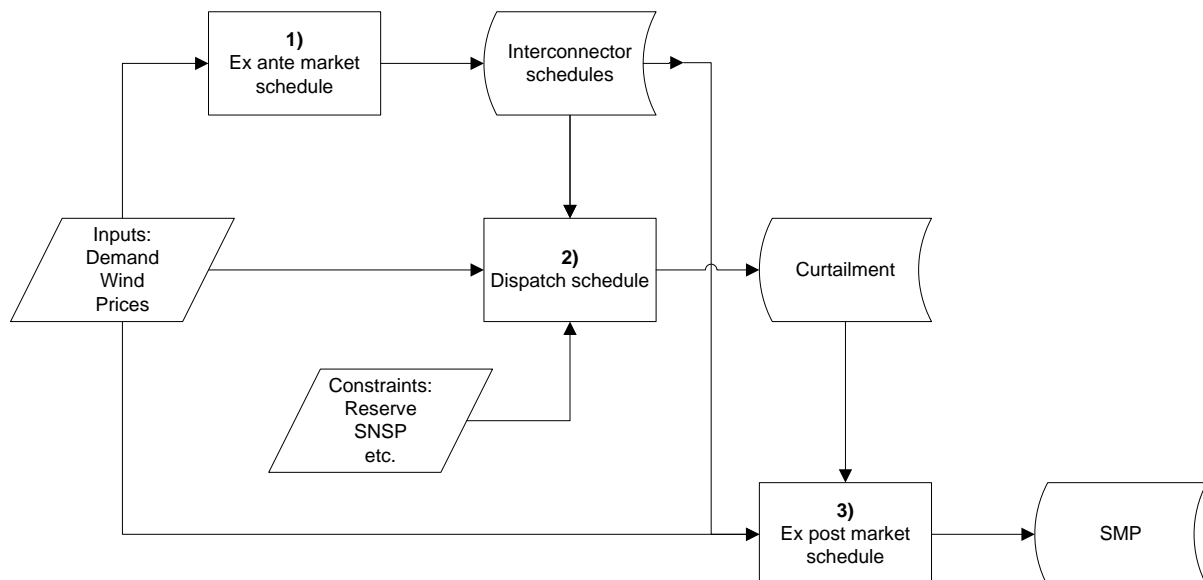 1)
Ex ante market
schedule
Interconnector
schedules
Inputs:
Demand
Wind
Prices
2)
Dispatch schedule
Curtailment
Constraints:
Reserve
SNSP
etc.
3)
Ex post market
schedule
SMP